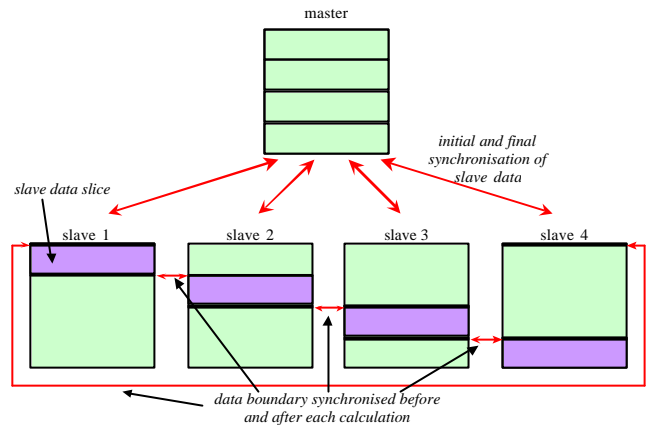 master
initial and final
synchronisation of
slave data
slave data slice
slave 1
slave 2
slave 3
slave 4
data boundary synchronised before
and after each calculation